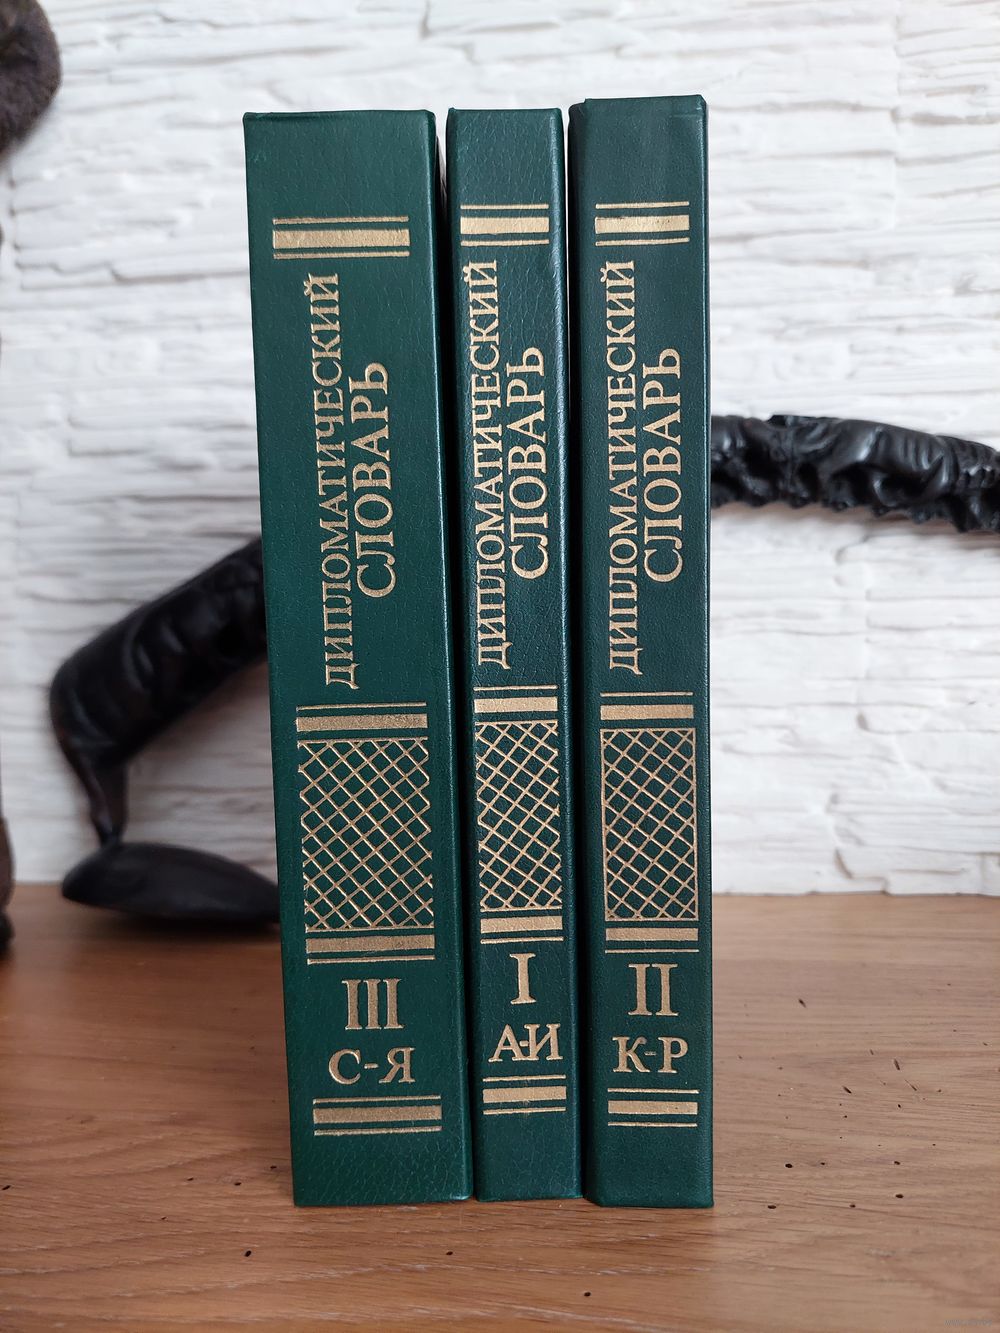 ДИПЛОМАТИЧЕСКИЙ
СЛОВАРЬ
III
С-Я
ДИПЛОМАТИЧЕСКИЙ
СЛОВАРЬ
I
А-И
ДИПЛОМАТИЧЕСКИЙ
СЛОВАРЬ
II
К-Р